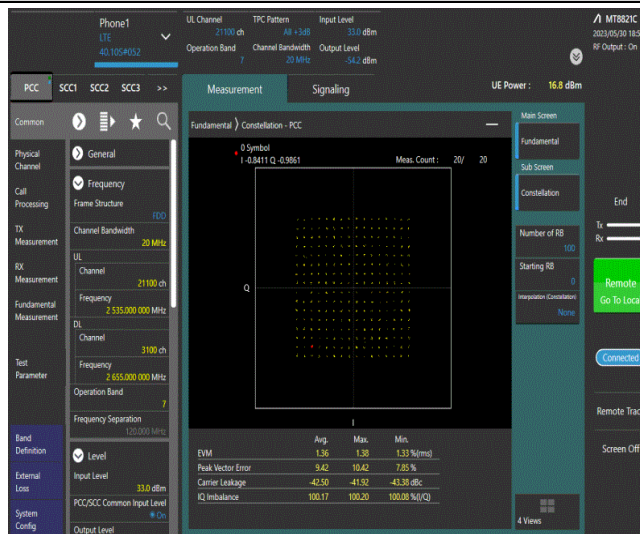 Phone1
LTE
40.105#052
UL Channel TPC Pattern Input Level
21100 ch All +3dB 33.0 dBm
Operation Band Channel Bandwidth Output Level
7 20 MHz -54.2 dBm
MT8821C
2023/05/30 18:5
RF Output : On
PCC SCC1 SCC2 SCC3 >>
Measurement Signaling UE Power : 16.8 dBm
Common
Physical
Channel
Call
Processing
TX
Measurement
RX
Measurement
Fundamental
Measurement
Test
Parameter
Band
Definition
External
Loss
System
Config
General
Frequency
Frame Structure
FDD
Channel Bandwidth
20 MHz
UL
Channel
21100 ch
Frequency
2 535.000 000 MHz
DL
Channel
3100 ch
Frequency
2 655.000 000 MHz
Operation Band
7
Frequency Separation
120.000 MHz
Level
Input Level
33.0 dBm
PCC/SCC Common Input Level
On
Output Level
Fundamental Constellation - PCC
0 Symbol
I -0.8411 Q -0.9861 Meas. Count : 20/ 20
Q
I
Avg. Max. Min.
EVM 1.36 1.38 1.33 %(rms)
Peak Vector Error 9.42 10.42 7.85 %
Carrier Leakage -42.50 -41.92 -43.38 dBc
IQ Imbalance 100.17 100.20 100.08 %(I/Q)
Main Screen
Fundamental
Sub Screen
Constellation
Number of RB
100
Starting RB
0
Interpolation (Constellation)
None
4 Views
End
Tx
Rx
Remote
Go To Loca
Connected
Remote Trac
Screen Off